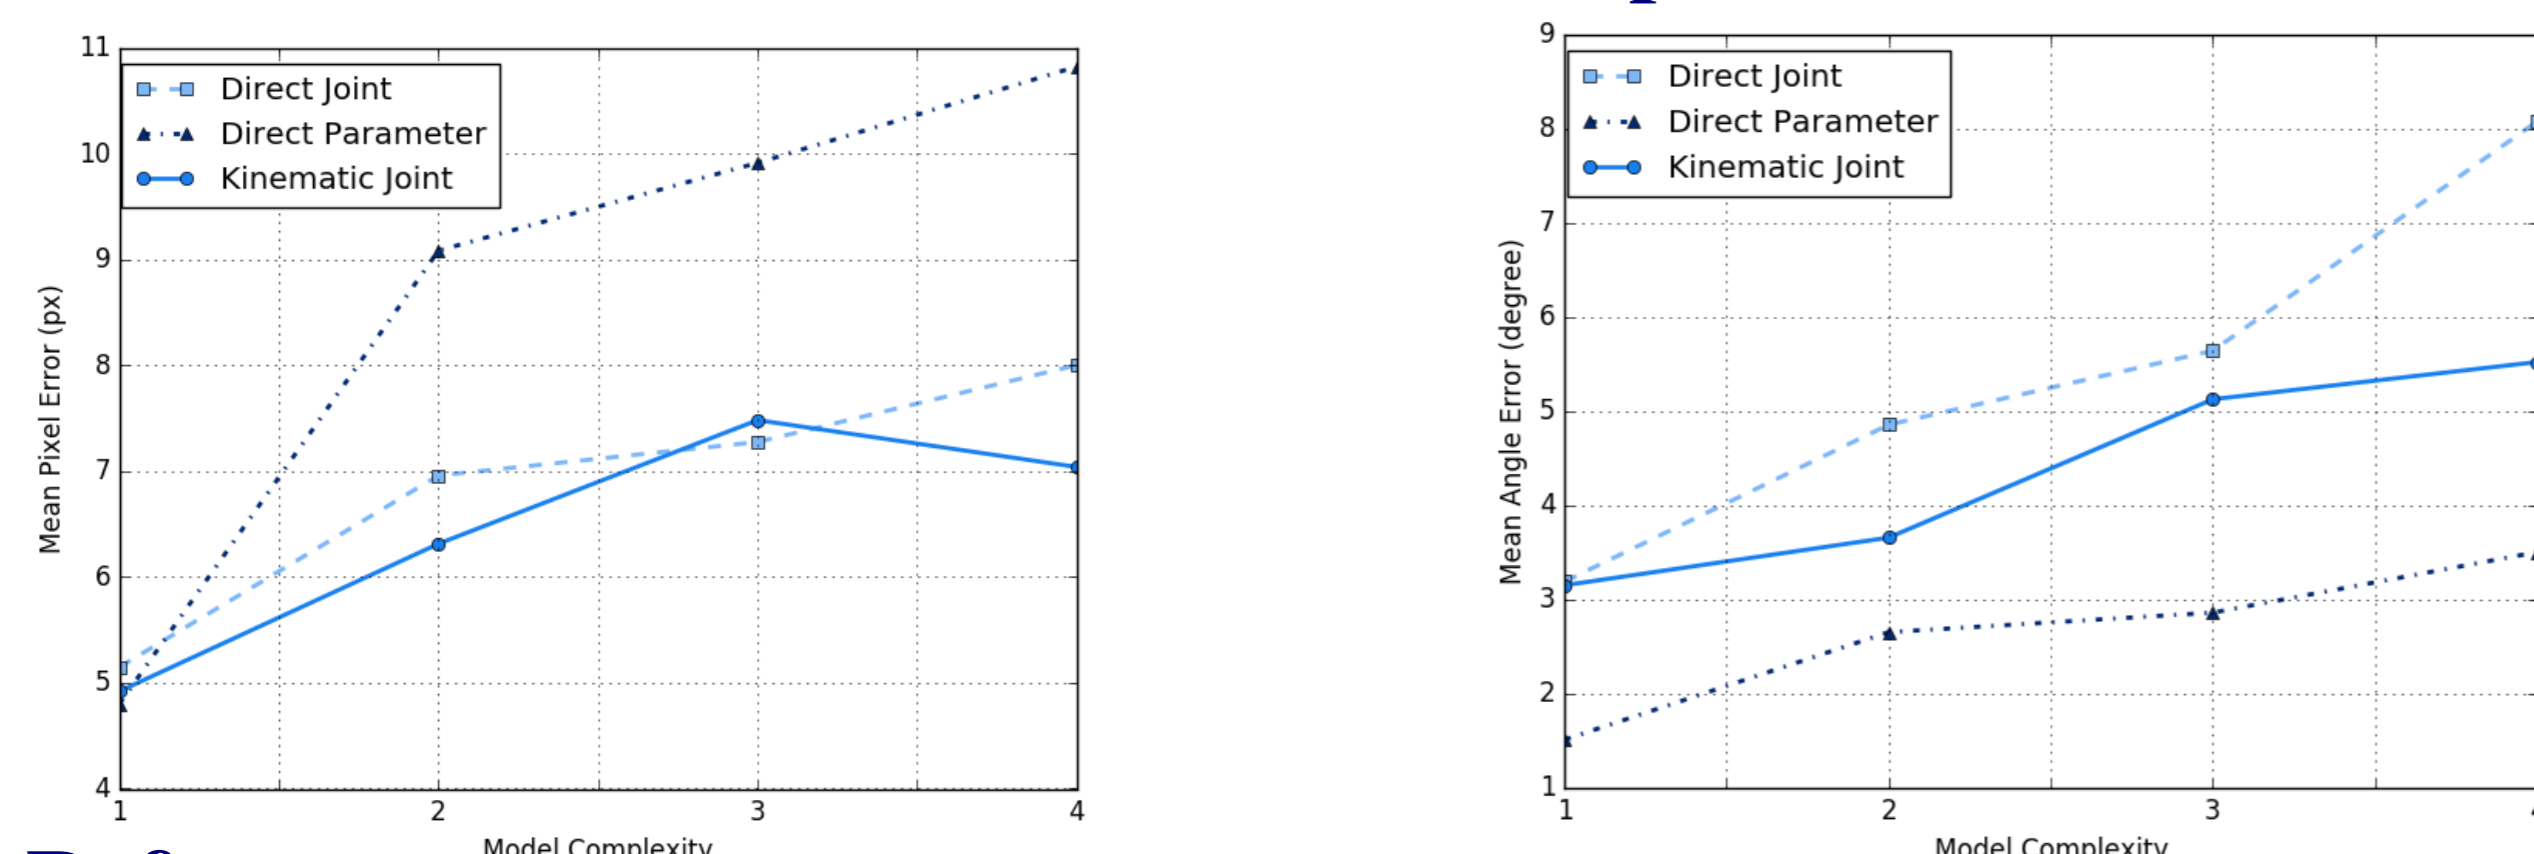 11
10
9
8
7
6
5
4
Mean Pixel Error (px)
Direct Joint
Direct Parameter
Kinematic Joint
1 2 3 4
Model Complexity
9
8
7
6
5
4
3
2
1
Mean Angle Error (degree)
Direct Joint
Direct Parameter
Kinematic Joint
1 2 3
Model Complexity